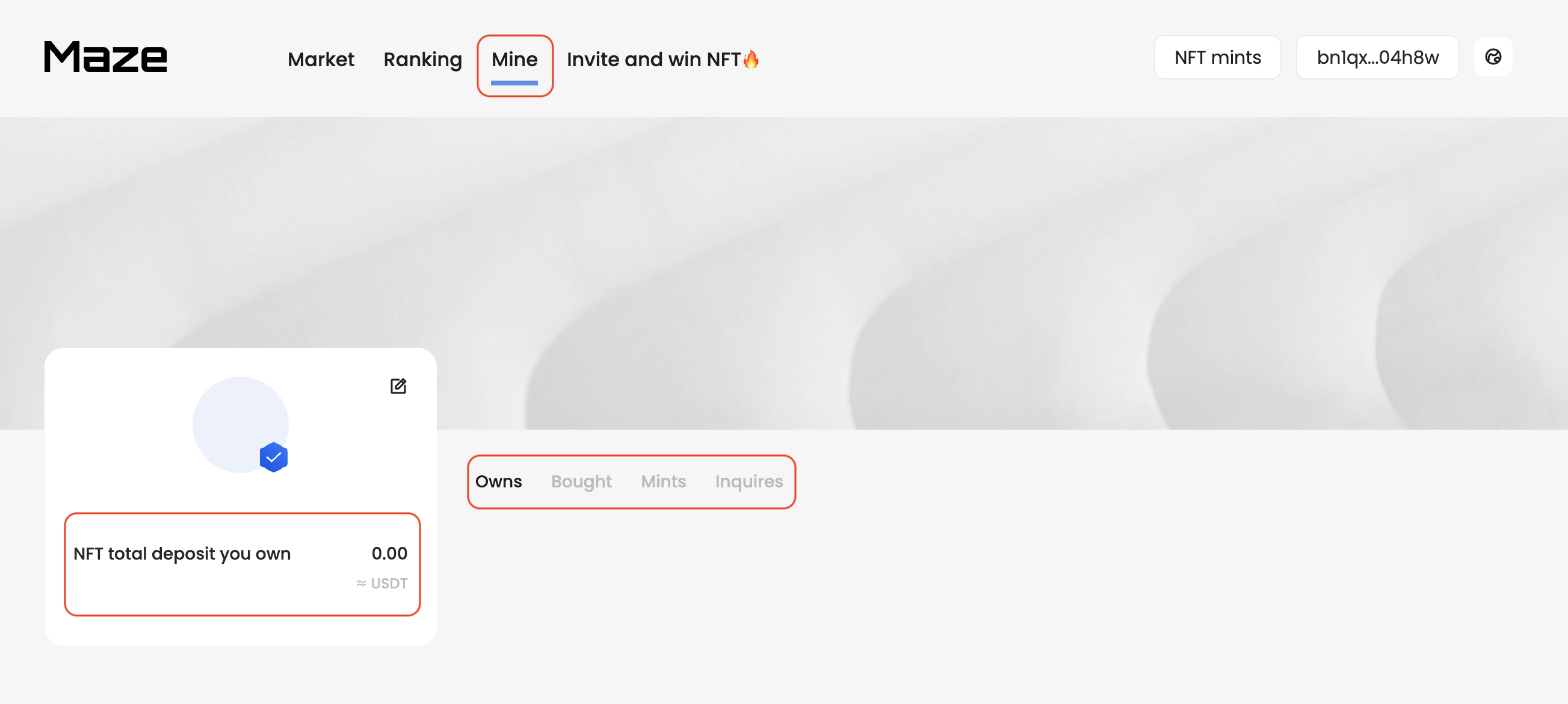 Maze
Market
Ranking
Mine
Invite and win NFT🔥
NFT mints
bn1qx...04h8w
Owns
Bought
Mints
Inquires
NFT total deposit you own
0.00
≈ USDT